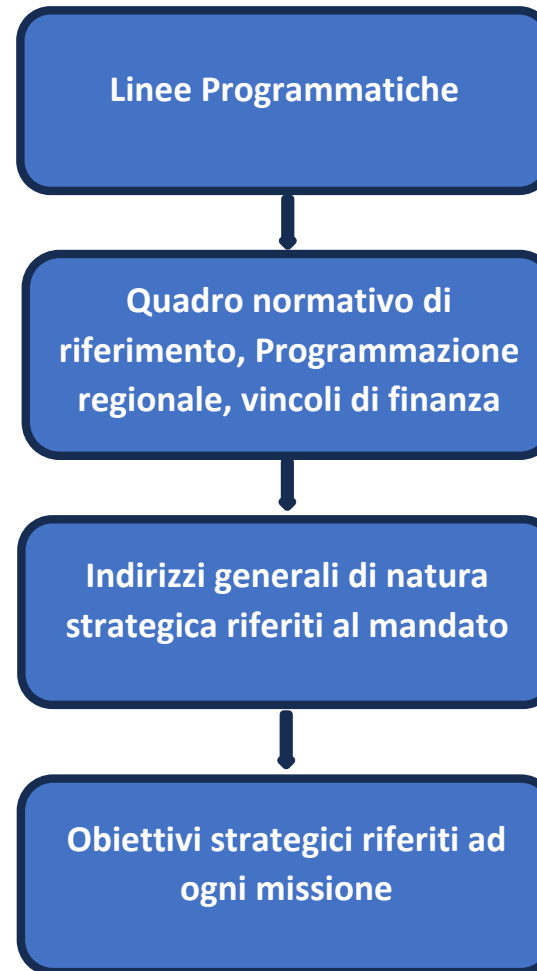 Linee Programmatiche
Quadro normativo di
riferimento, Programmazione
regionale, vincoli di finanza
Indirizzi generali di natura
strategica riferiti al mandato
Obiettivi strategici riferiti ad
ogni missione